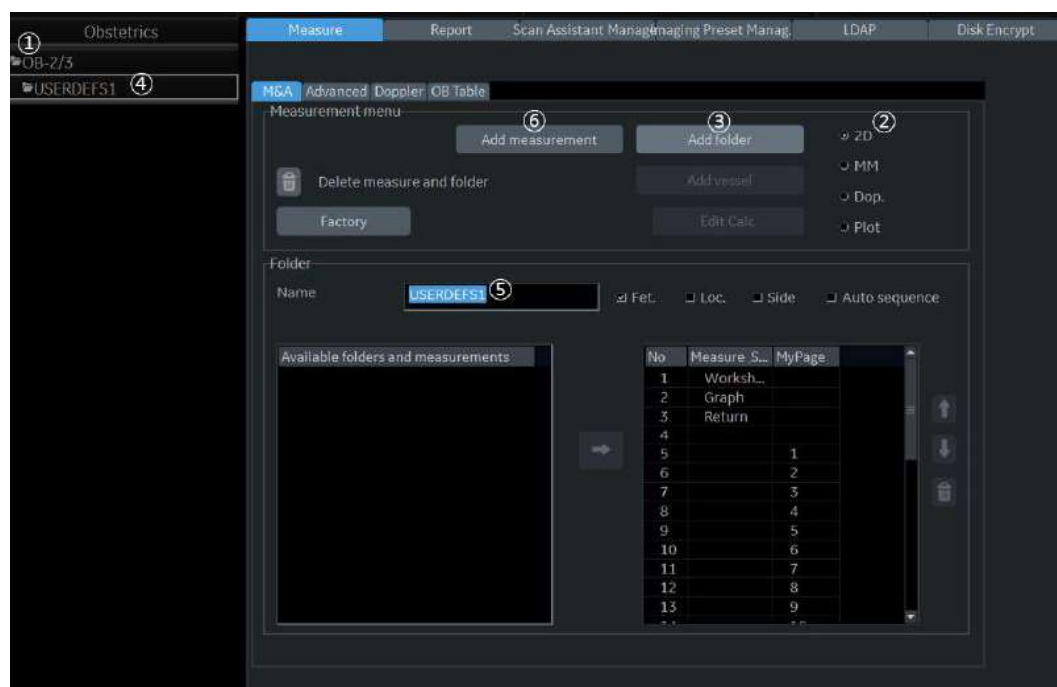 Obstetrics
Measure Report Scan Assistant Manag Imaging Preset Manag. LDAP Disk Encrypt
①
OB-2/3
USERDEFS1 ④
M&A Advanced Doppler OB Table
Measurement menu
⑥ ③ ②
Add measurement Add folder 2D
MM
Delete measure and folder Add vessel
Dop.
Factory Edit Calc
Plot
Folder
Name USERDEFS1 ⑤ Fet. Loc. Side Auto sequence
Available folders and measurements No Measure_S... MyPage
1 Worksh...
2 Graph
3 Return
4
5 1
6 2
7 3
8 4
9 5
10 6
11 7
12 8
13 9